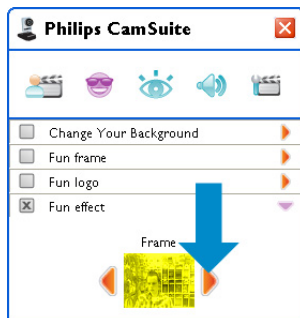 Philips CamSuite
Change Your Background
Fun frame
Fun logo
Fun effect
Frame